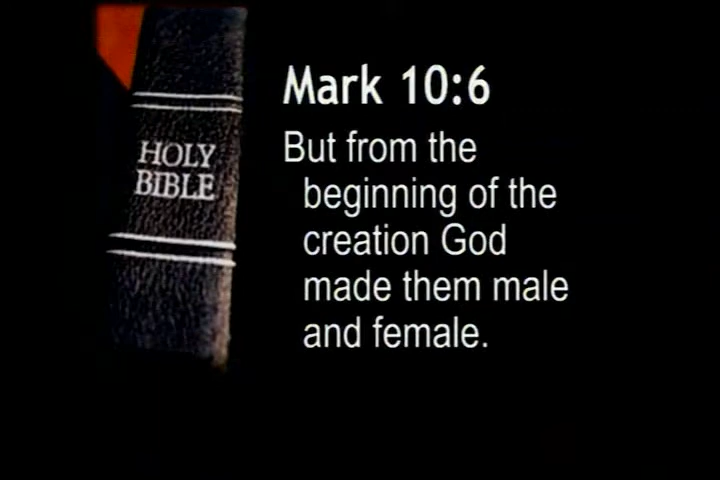 HOLY
BIBLE
Mark 10:6
But from the
beginning of the
creation God
made them male
and female.